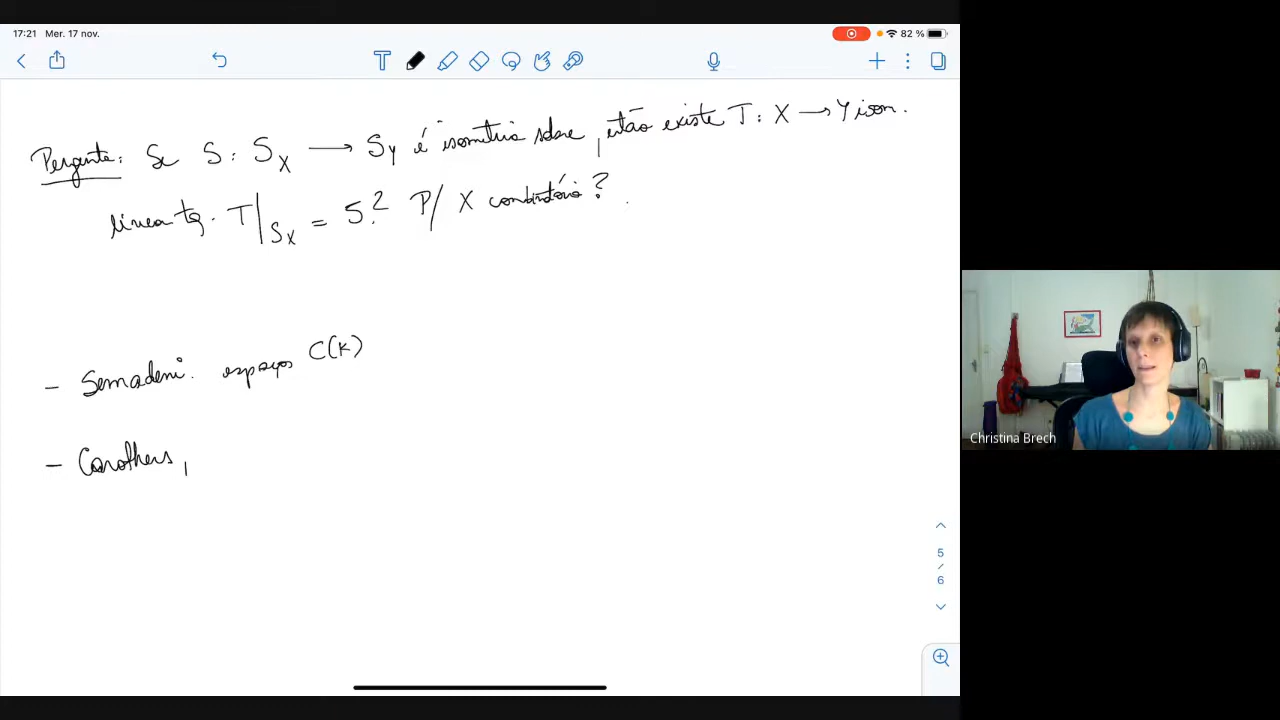 17:21 Mer. 17 nov.
82 %
Pergunta: Se S: S_X ⟶ S_Y é isometria sobre, então existe T: X ⟶ Y isom.
linear tq. T|_{S_X} = S? P/ X combinatório?
- Semadeni. espaços C(K)
- Carothers,
Christina Brech
5
/
6